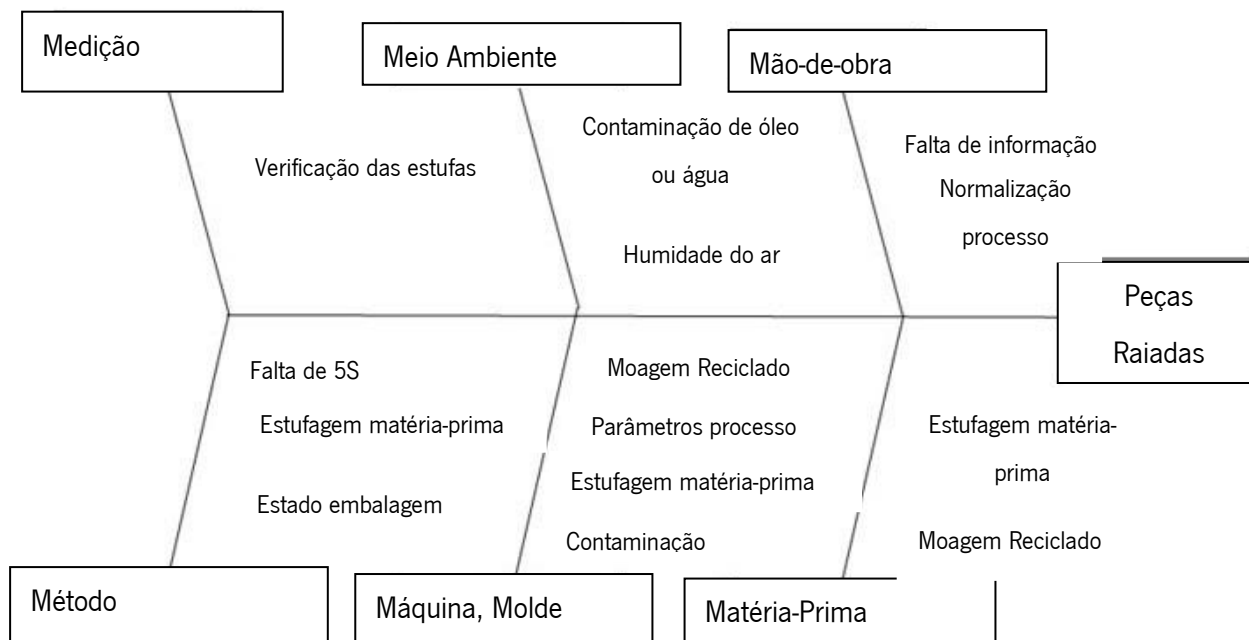 Medição
Meio Ambiente
Mão-de-obra
Verificação das estufas
Contaminação de óleo
ou água
Humidade do ar
Falta de informação
Normalização
processo
Peças
Raiadas
Falta de 5S
Estufagem matéria-prima
Estado embalagem
Moagem Reciclado
Parâmetros processo
Estufagem matéria-prima
Contaminação
Estufagem matéria-
prima
Moagem Reciclado
Método
Máquina, Molde
Matéria-Prima